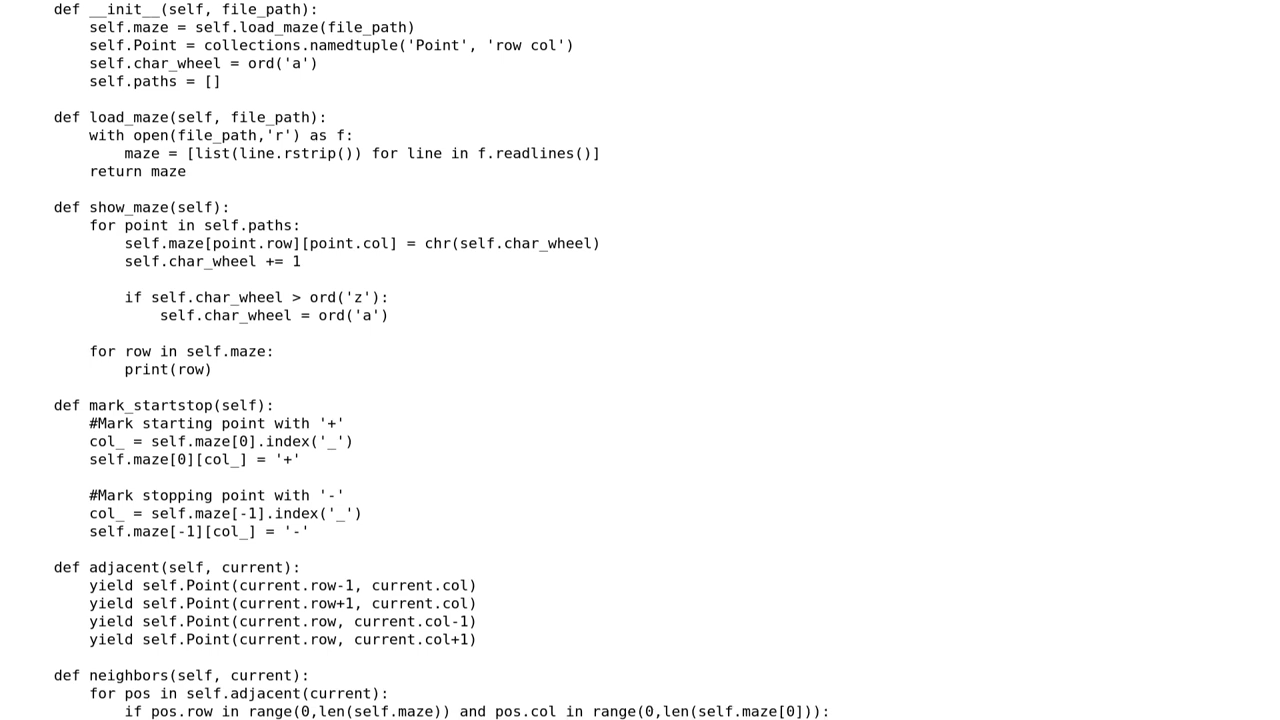 def __init__(self, file_path):
self.maze = self.load_maze(file_path)
self.Point = collections.namedtuple('Point', 'row col')
self.char_wheel = ord('a')
self.paths = []
def load_maze(self, file_path):
with open(file_path,'r') as f:
maze = [list(line.rstrip()) for line in f.readlines()]
return maze
def show_maze(self):
for point in self.paths:
self.maze[point.row][point.col] = chr(self.char_wheel)
self.char_wheel += 1
if self.char_wheel > ord('z'):
self.char_wheel = ord('a')
for row in self.maze:
print(row)
def mark_startstop(self):
#Mark starting point with '+'
col_ = self.maze[0].index('_')
self.maze[0][col_] = '+'
#Mark stopping point with '-'
col_ = self.maze[-1].index('_')
self.maze[-1][col_] = '-'
def adjacent(self, current):
yield self.Point(current.row-1, current.col)
yield self.Point(current.row+1, current.col)
yield self.Point(current.row, current.col-1)
yield self.Point(current.row, current.col+1)
def neighbors(self, current):
for pos in self.adjacent(current):
if pos.row in range(0,len(self.maze)) and pos.col in range(0,len(self.maze[0])):